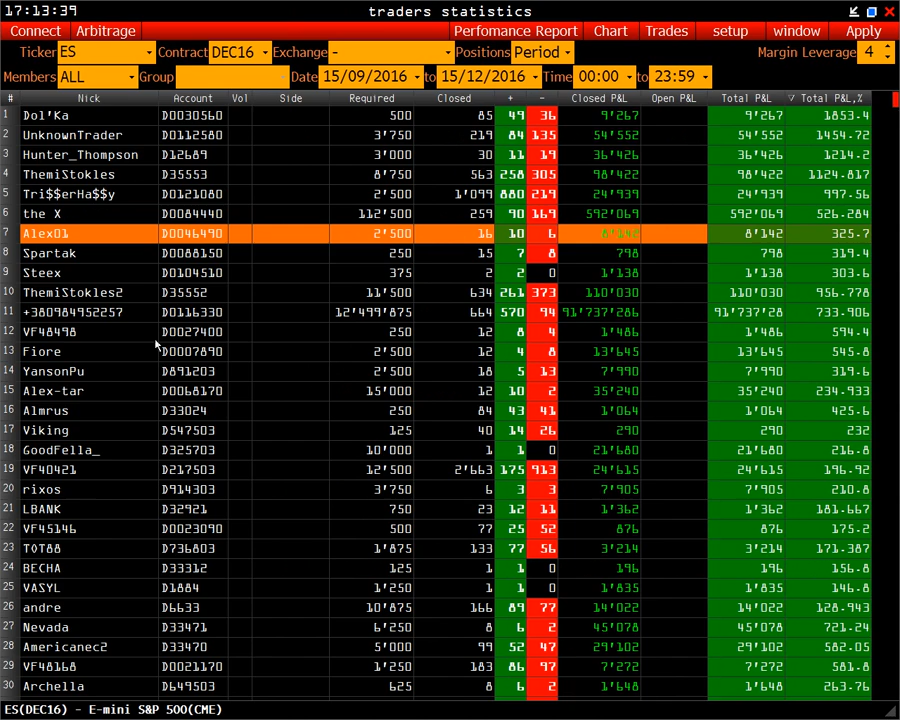 17:13:39 traders statistics
Connect Arbitrage Perfomance Report Chart Trades setup window Apply
Ticker ES Contract DEC16 Exchange - Positions Period Margin Leverage 4
Members ALL Group Date 15/09/2016 to 15/12/2016 Time 00:00 to 23:59
# Nick Account Vol Side Required Closed + - Closed P&L Open P&L Total P&L ▽ Total P&L,%
1 Dol'Ka D0030560 500 85 49 36 9'267 9'267 1853.4
2 UnknownTrader D0112580 3'750 219 84 135 54'552 54'552 1454.72
3 Hunter_Thompson D12689 3'000 30 11 19 36'426 36'426 1214.2
4 ThemiStokles D35553 8'750 563 258 305 98'422 98'422 1124.817
5 Tri$$erHa$$y D0121080 2'500 1'099 880 219 24'939 24'939 997.56
6 the X D0084440 112'500 259 90 169 592'069 592'069 526.284
7 Alex01 D0046490 2'500 16 10 6 8'142 8'142 325.7
8 Spartak D0088150 250 15 7 8 798 798 319.4
9 Steex D0104510 375 2 2 0 1'138 1'138 303.6
10 ThemiStokles2 D35552 11'500 634 261 373 110'030 110'030 956.778
11 +380984952257 D0116330 12'499'875 664 570 94 91'737'286 91'737'28 733.906
12 VF48498 D0027400 250 12 8 4 1'486 1'486 594.4
13 Fiore D0007890 2'500 12 4 8 13'645 13'645 545.8
14 YansonPu D891203 2'500 18 5 13 7'990 7'990 319.6
15 Alex-tar D0068170 15'000 12 10 2 35'240 35'240 234.933
16 Almrus D33024 250 84 43 41 1'064 1'064 425.6
17 Viking D547503 125 40 14 26 290 290 232
18 GoodFella_ D325703 10'000 1 1 0 21'680 21'680 216.8
19 VF40421 D217503 12'500 2'663 175 913 24'615 24'615 196.92
20 rixos D914303 3'750 6 3 3 7'905 7'905 210.8
21 LBANK D32921 750 23 12 11 1'362 1'362 181.667
22 VF45146 D0023090 500 77 25 52 876 876 175.2
23 TOT88 D736803 1'875 133 77 56 3'214 3'214 171.387
24 BECHA D33312 125 1 1 0 196 196 156.8
25 VASYL D1884 1'250 1 1 0 1'835 1'835 146.8
26 andre D6633 10'875 166 89 77 14'022 14'022 128.943
27 Nevada D33471 6'250 8 6 2 45'078 45'078 721.24
28 Americanec2 D33470 5'000 99 52 47 29'102 29'102 582.05
29 VF48168 D0021170 1'250 183 86 97 7'272 7'272 581.8
30 Archella D649503 625 8 6 2 1'648 1'648 263.76
ES(DEC16) - E-mini S&P 500(CME)